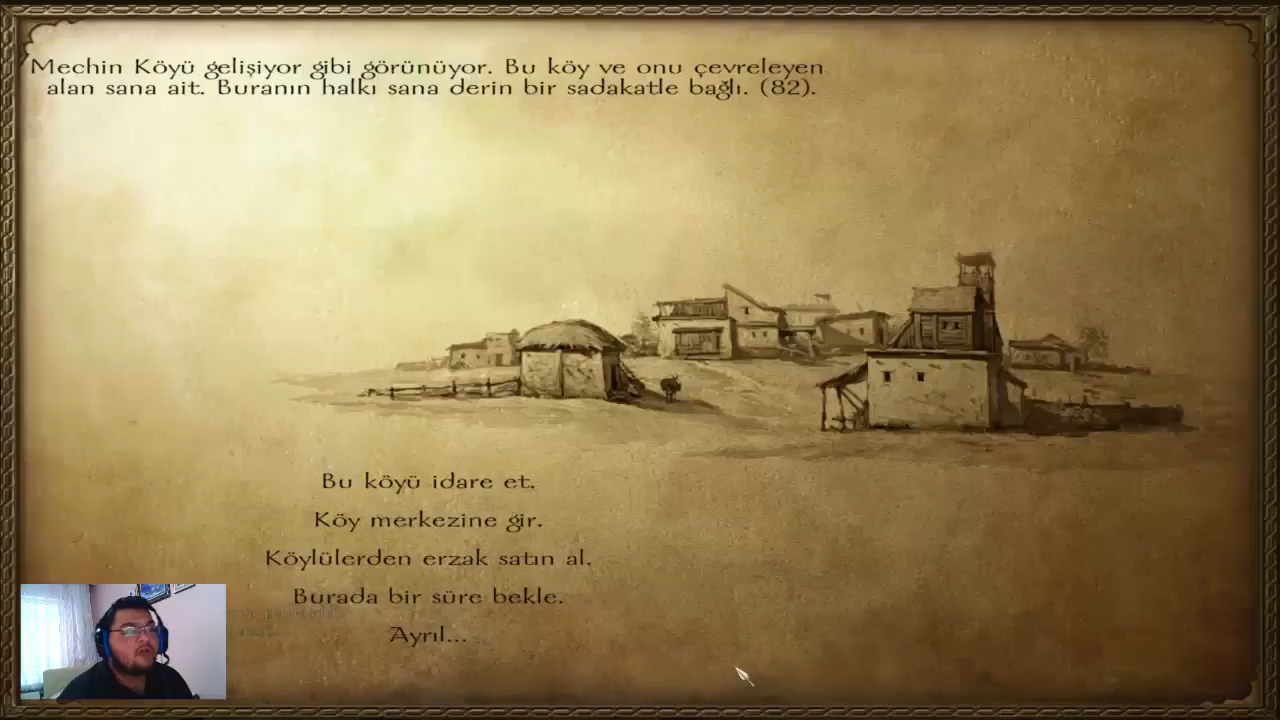 Mechin Köyü gelişiyor gibi görünüyor. Bu köy ve onu çevreleyen
alan sana ait. Buranın halkı sana derin bir sadakatle bağlı. (82).
Bu köyü idare et.
Köy merkezine gir.
Köylülerden erzak satın al.
Burada bir süre bekle.
Ayrıl...